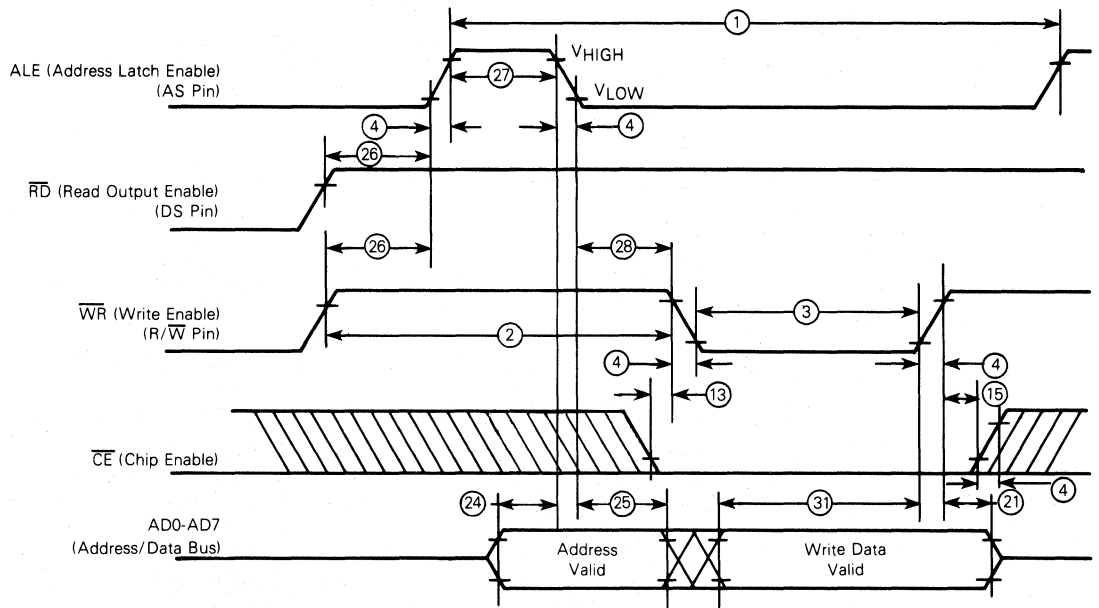 1
ALE (Address Latch Enable)
(AS Pin)
27
VHIGH
VLOW
4
4
26
RD (Read Output Enable)
(DS Pin)
26
28
WR (Write Enable)
(R/W Pin)
2
3
4
4
13
15
CE (Chip Enable)
4
24
25
31
21
AD0-AD7
(Address/Data Bus)
Address
Valid
Write Data
Valid